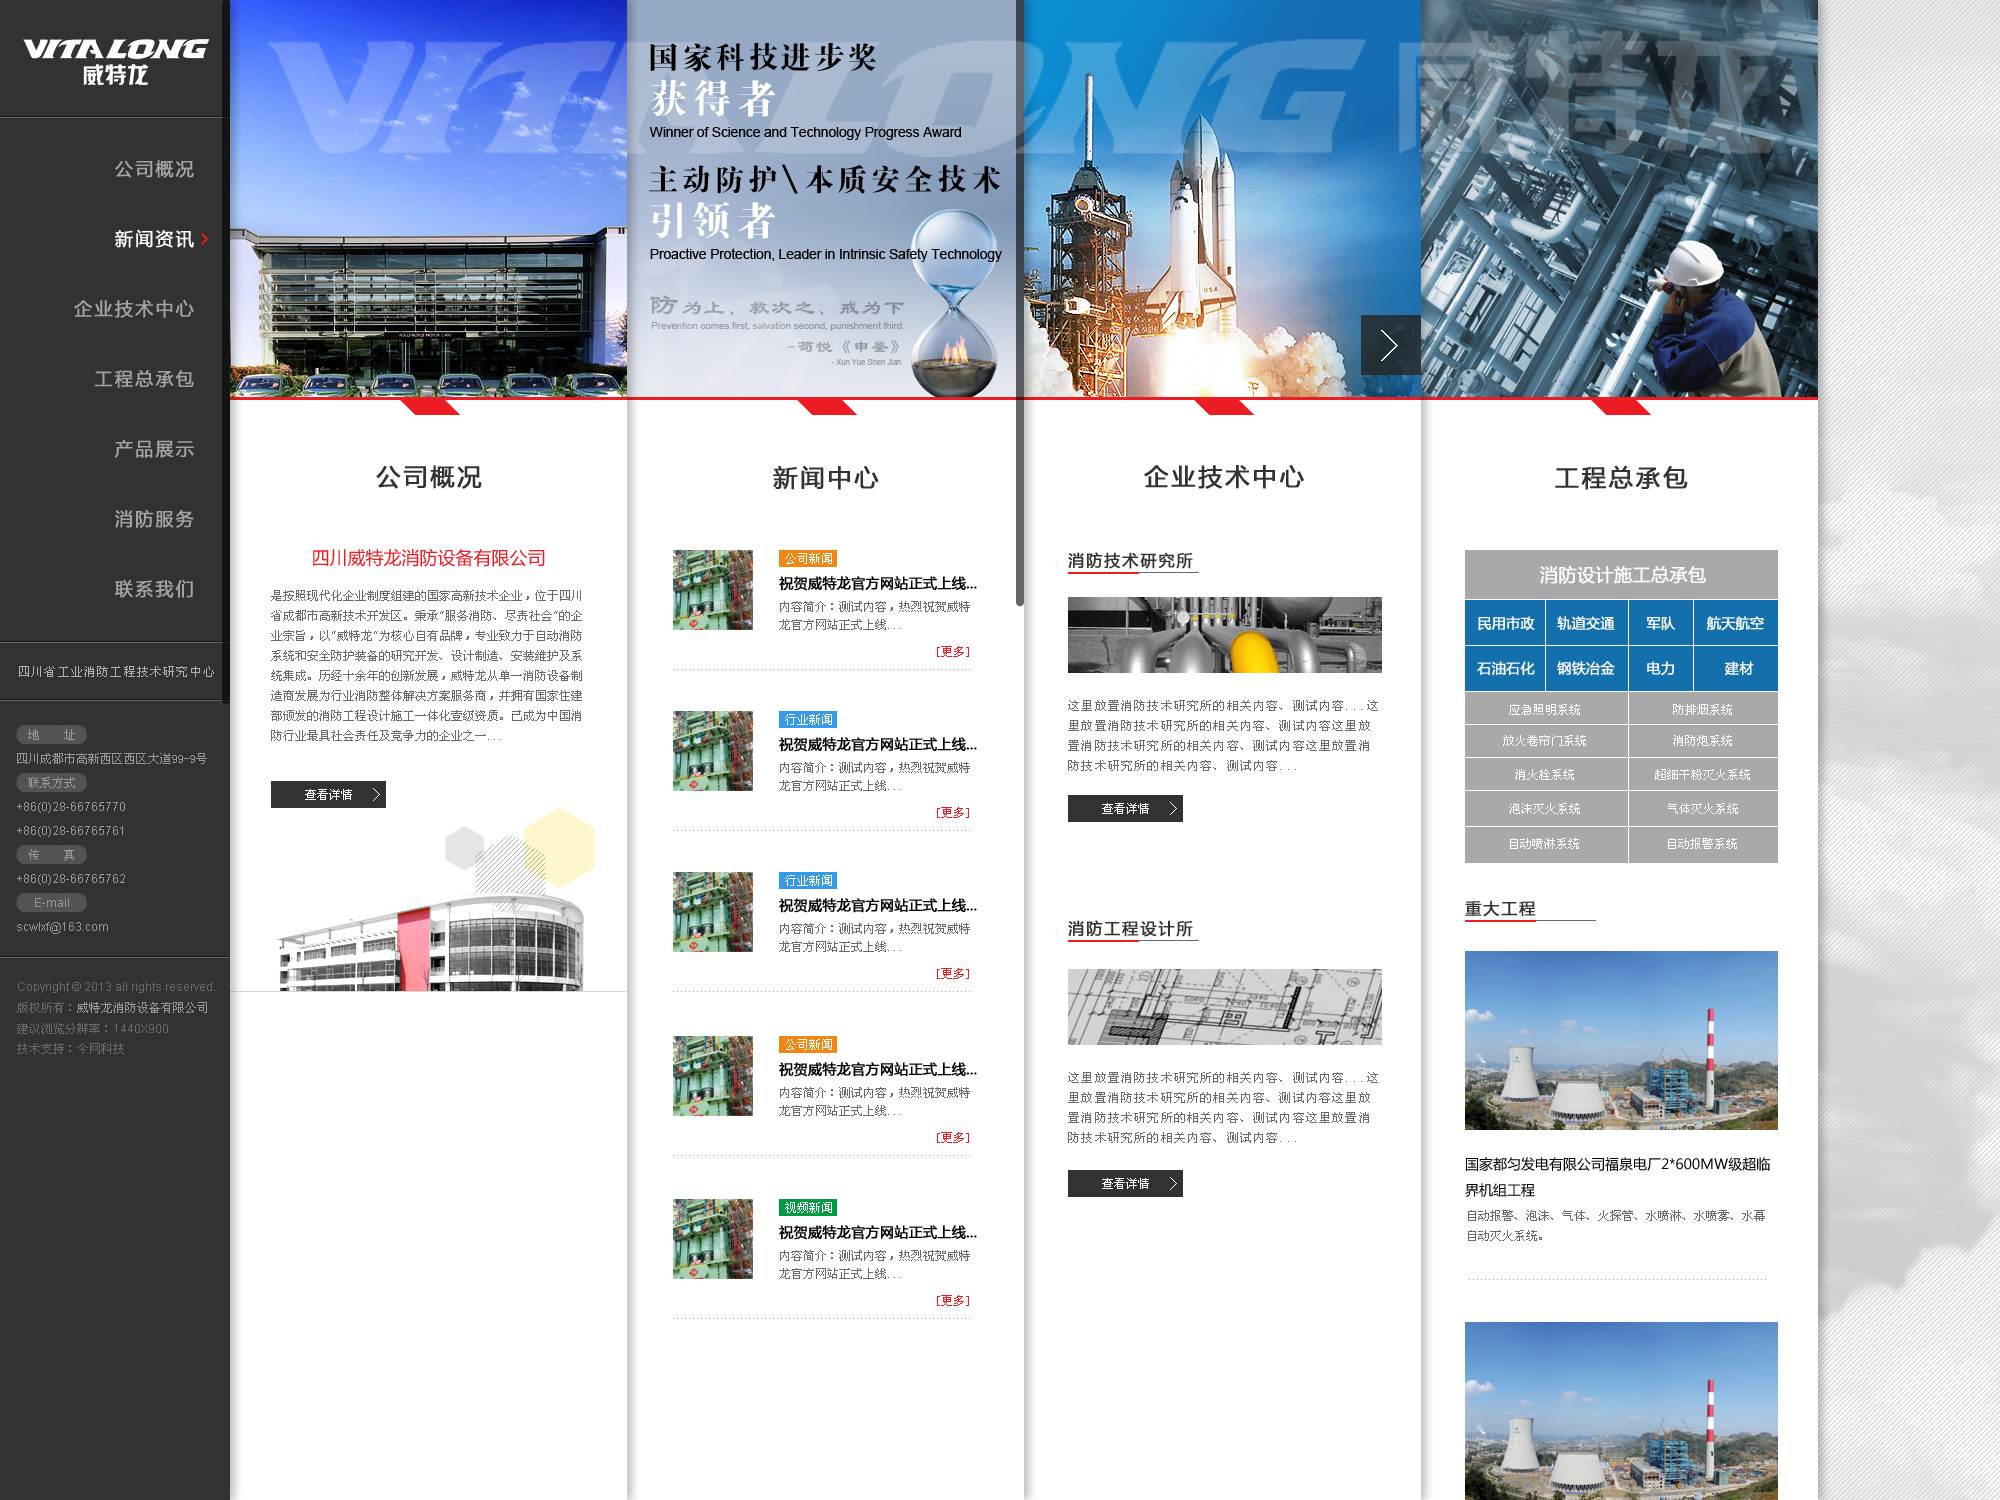 VITALONG
威特龙
公司概况
新闻资讯
企业技术中心
工程总承包
产品展示
消防服务
联系我们
四川省工业消防工程技术研究中心
地 址
四川成都市高新西区西区大道99-9号
联系方式
+86(0)28-66765770
+86(0)28-66765761
传 真
+86(0)28-66765762
E-mail
scwlxf@163.com
Copyright © 2013 all rights reserved.
版权所有：威特龙消防设备有限公司
建议浏览分辨率：1440X900
技术支持：今网科技
VITALONG 威特龙
国家科技进步奖
获得者
Winner of Science and Technology Progress Award
主动防护\本质安全技术
引领者
Proactive Protection, Leader in Intrinsic Safety Technology
防为上、救次之、戒为下
Prevention comes first, salvation second, punishment third.
-荀悦《申鉴》
- Xun Yue Shen Jian
USA
公司概况
四川威特龙消防设备有限公司
是按照现代化企业制度组建的国家高新技术企业，位于四川
省成都市高新技术开发区。秉承“服务消防、尽责社会”的企
业宗旨，以“威特龙”为核心自有品牌，专业致力于自动消防
系统和安全防护装备的研究开发、设计制造、安装维护及系
统集成。历经十余年的创新发展，威特龙从单一消防设备制
造商发展为行业消防整体解决方案服务商，并拥有国家住建
部颁发的消防工程设计施工一体化壹级资质。已成为中国消
防行业最具社会责任及竞争力的企业之一...
查看详情
新闻中心
公司新闻
祝贺威特龙官方网站正式上线...
内容简介：测试内容，热烈祝贺威特
龙官方网站正式上线...
[更多]
行业新闻
祝贺威特龙官方网站正式上线...
内容简介：测试内容，热烈祝贺威特
龙官方网站正式上线...
[更多]
行业新闻
祝贺威特龙官方网站正式上线...
内容简介：测试内容，热烈祝贺威特
龙官方网站正式上线...
[更多]
公司新闻
祝贺威特龙官方网站正式上线...
内容简介：测试内容，热烈祝贺威特
龙官方网站正式上线...
[更多]
视频新闻
祝贺威特龙官方网站正式上线...
内容简介：测试内容，热烈祝贺威特
龙官方网站正式上线...
[更多]
企业技术中心
消防技术研究所
这里放置消防技术研究所的相关内容、测试内容...这
里放置消防技术研究所的相关内容、测试内容这里放
置消防技术研究所的相关内容、测试内容这里放置消
防技术研究所的相关内容、测试内容...
查看详情
消防工程设计所
这里放置消防技术研究所的相关内容、测试内容...这
里放置消防技术研究所的相关内容、测试内容这里放
置消防技术研究所的相关内容、测试内容这里放置消
防技术研究所的相关内容、测试内容...
查看详情
工程总承包
消防设计施工总承包
民用市政 轨道交通 军队 航天航空
石油石化 钢铁冶金 电力 建材
应急照明系统 防排烟系统
放火卷帘门系统 消防炮系统
消火栓系统 超细干粉灭火系统
泡沫灭火系统 气体灭火系统
自动喷淋系统 自动报警系统
重大工程
国家都匀发电有限公司福泉电厂2*600MW级超临
界机组工程
自动报警、泡沫、气体、火探管、水喷淋、水喷雾、水幕
自动灭火系统。